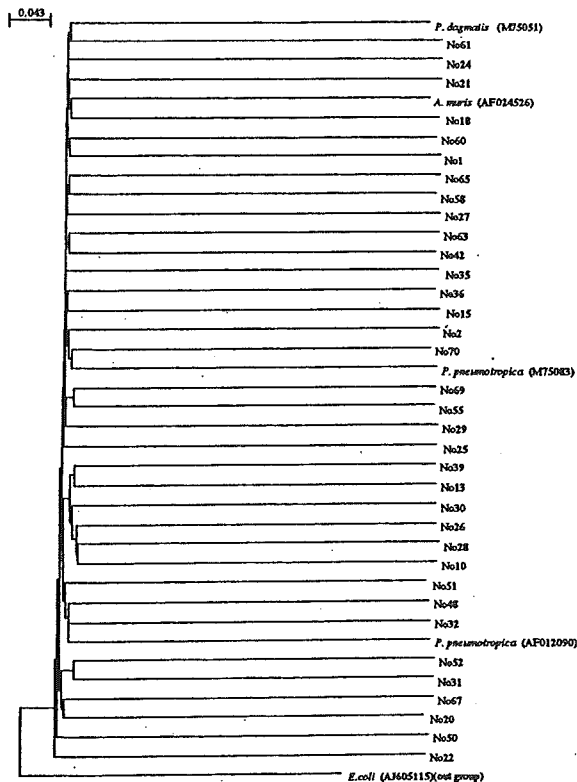 0.043
P. dagmatis (M75051)
No61
No24
No21
A. muris (AF024526)
No18
No60
No1
No65
No58
No27
No63
No42
No35
No36
No15
No2
No70
P. pneumotropica (M75083)
No69
No55
No29
No25
No39
No13
No30
No26
No28
No10
No51
No48
No32
P. pneumotropica (AF012090)
No52
No31
No67
No20
No50
No22
E.coli (AJ605115)(out group)